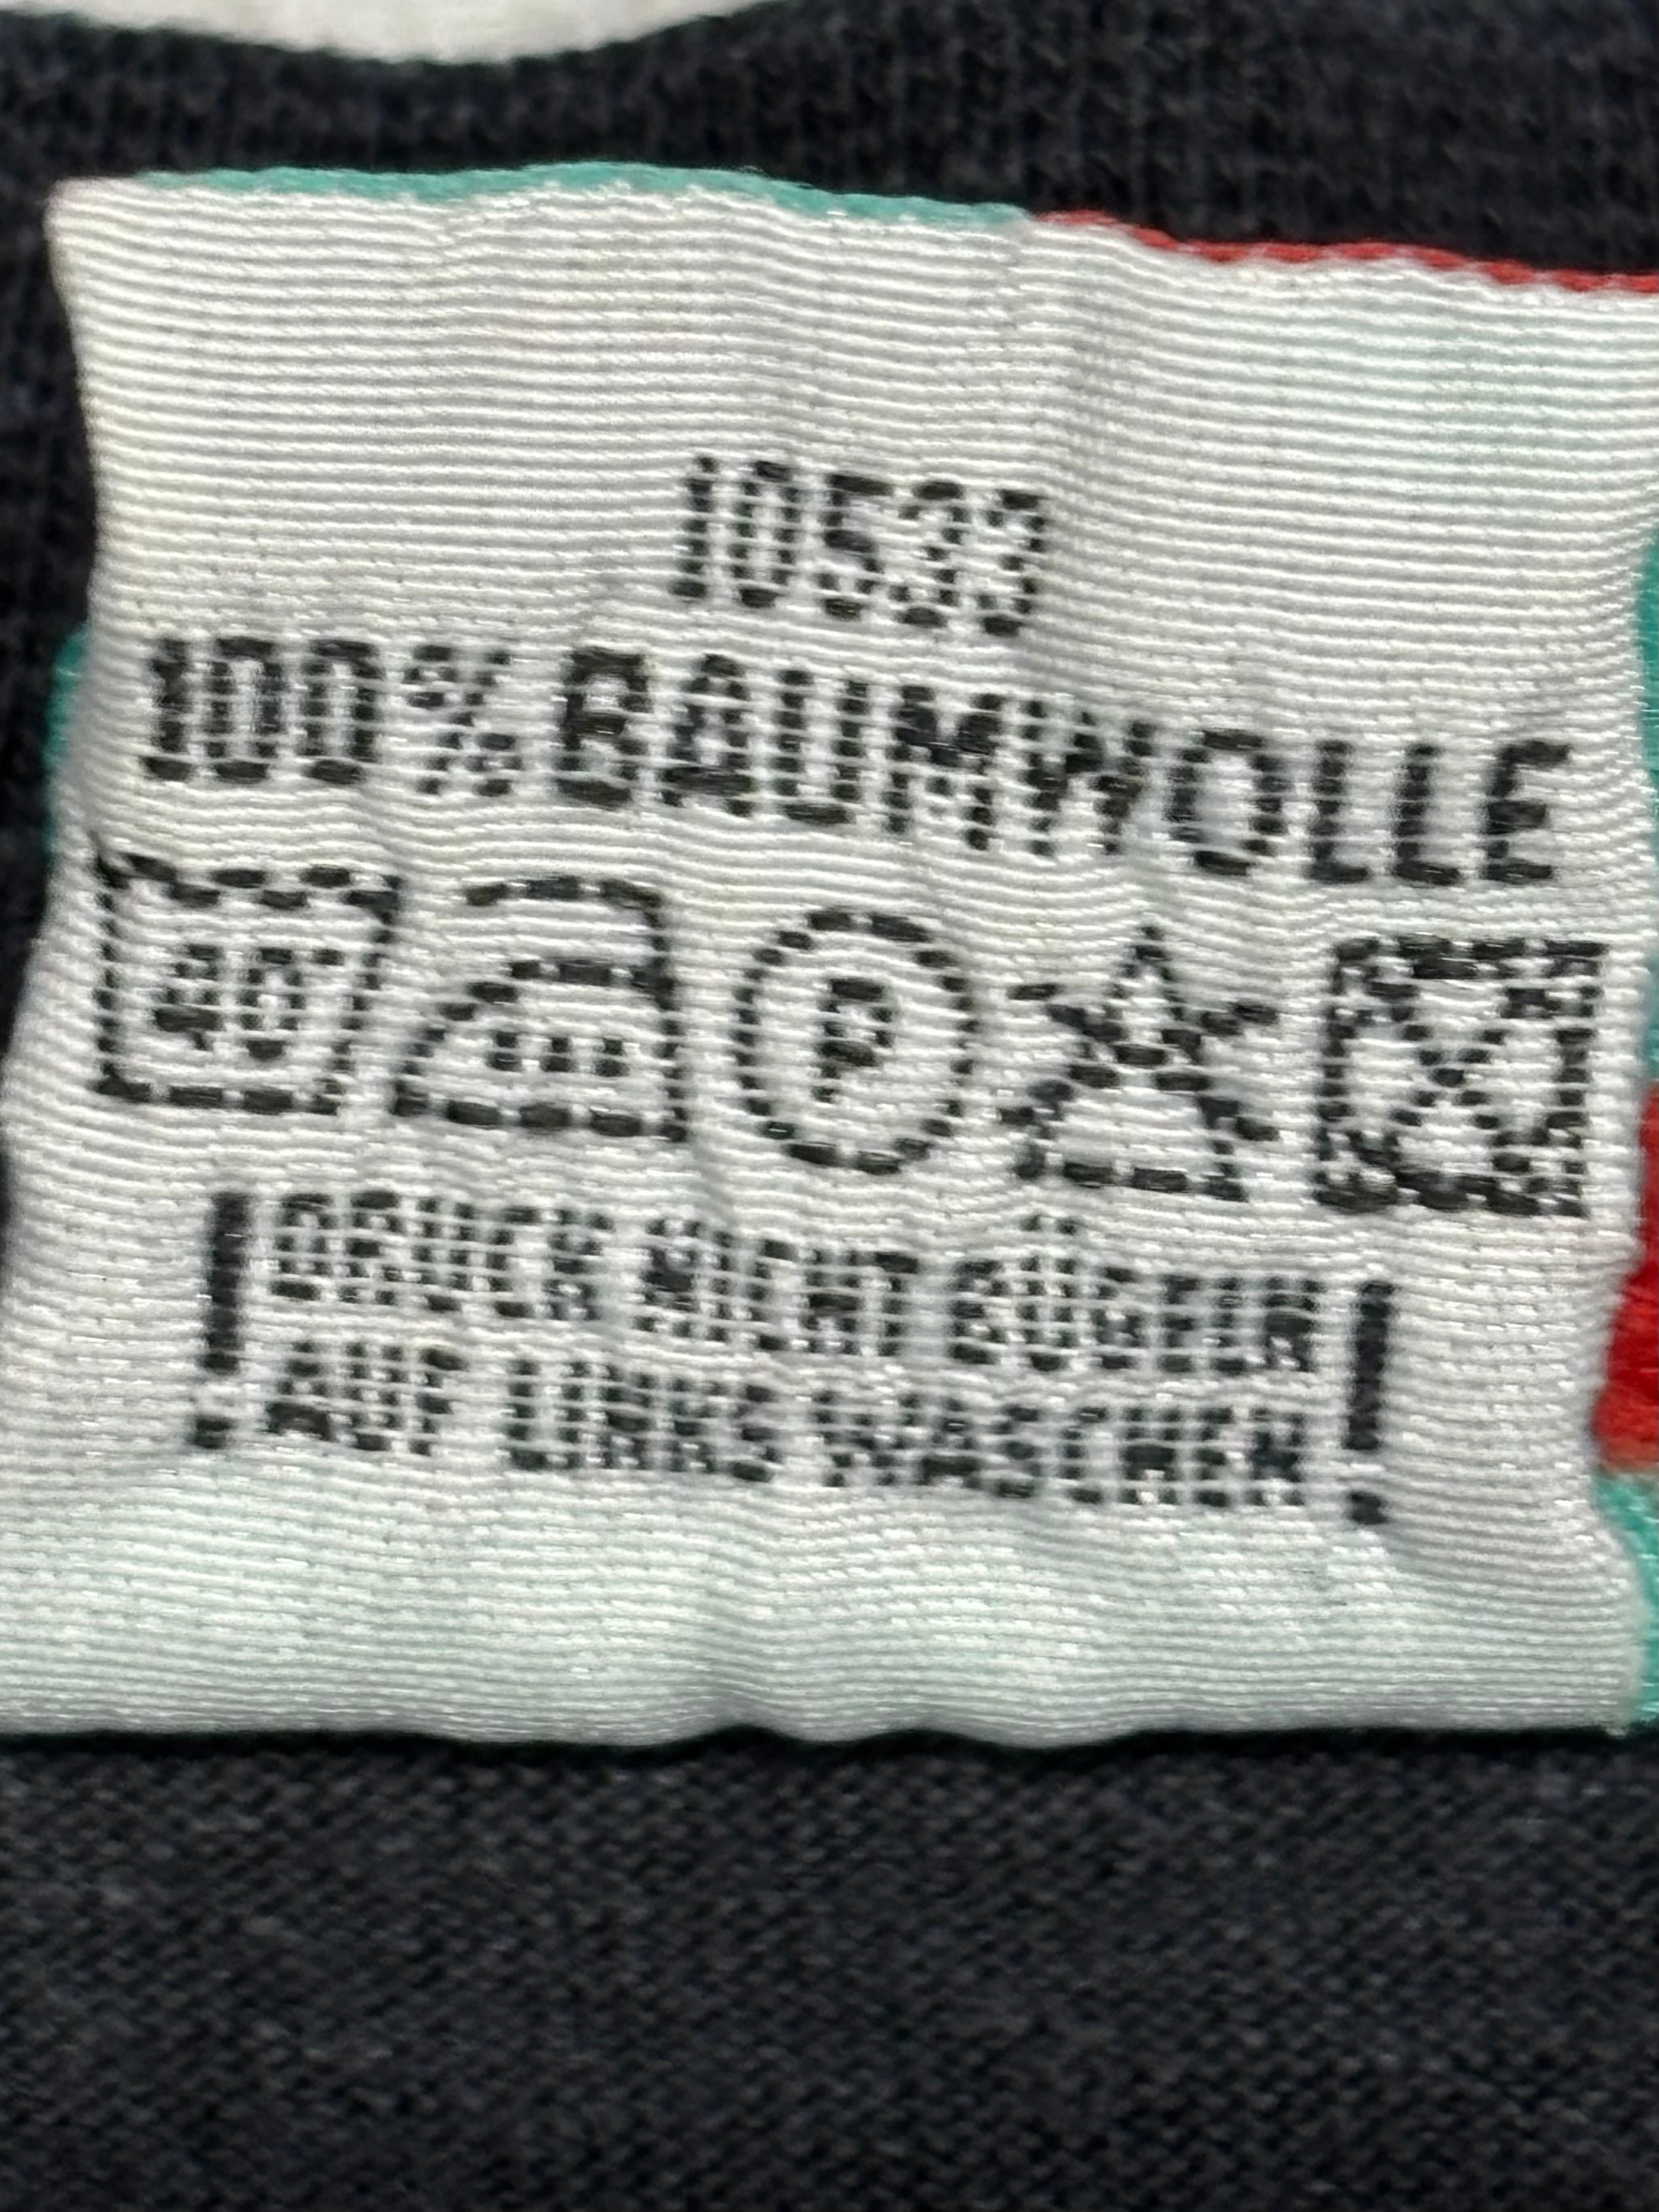 10533
100% BAUMWOLLE
40° P
! DRUCK NICHT BÜGELN !
AUF LINKS WASCHEN